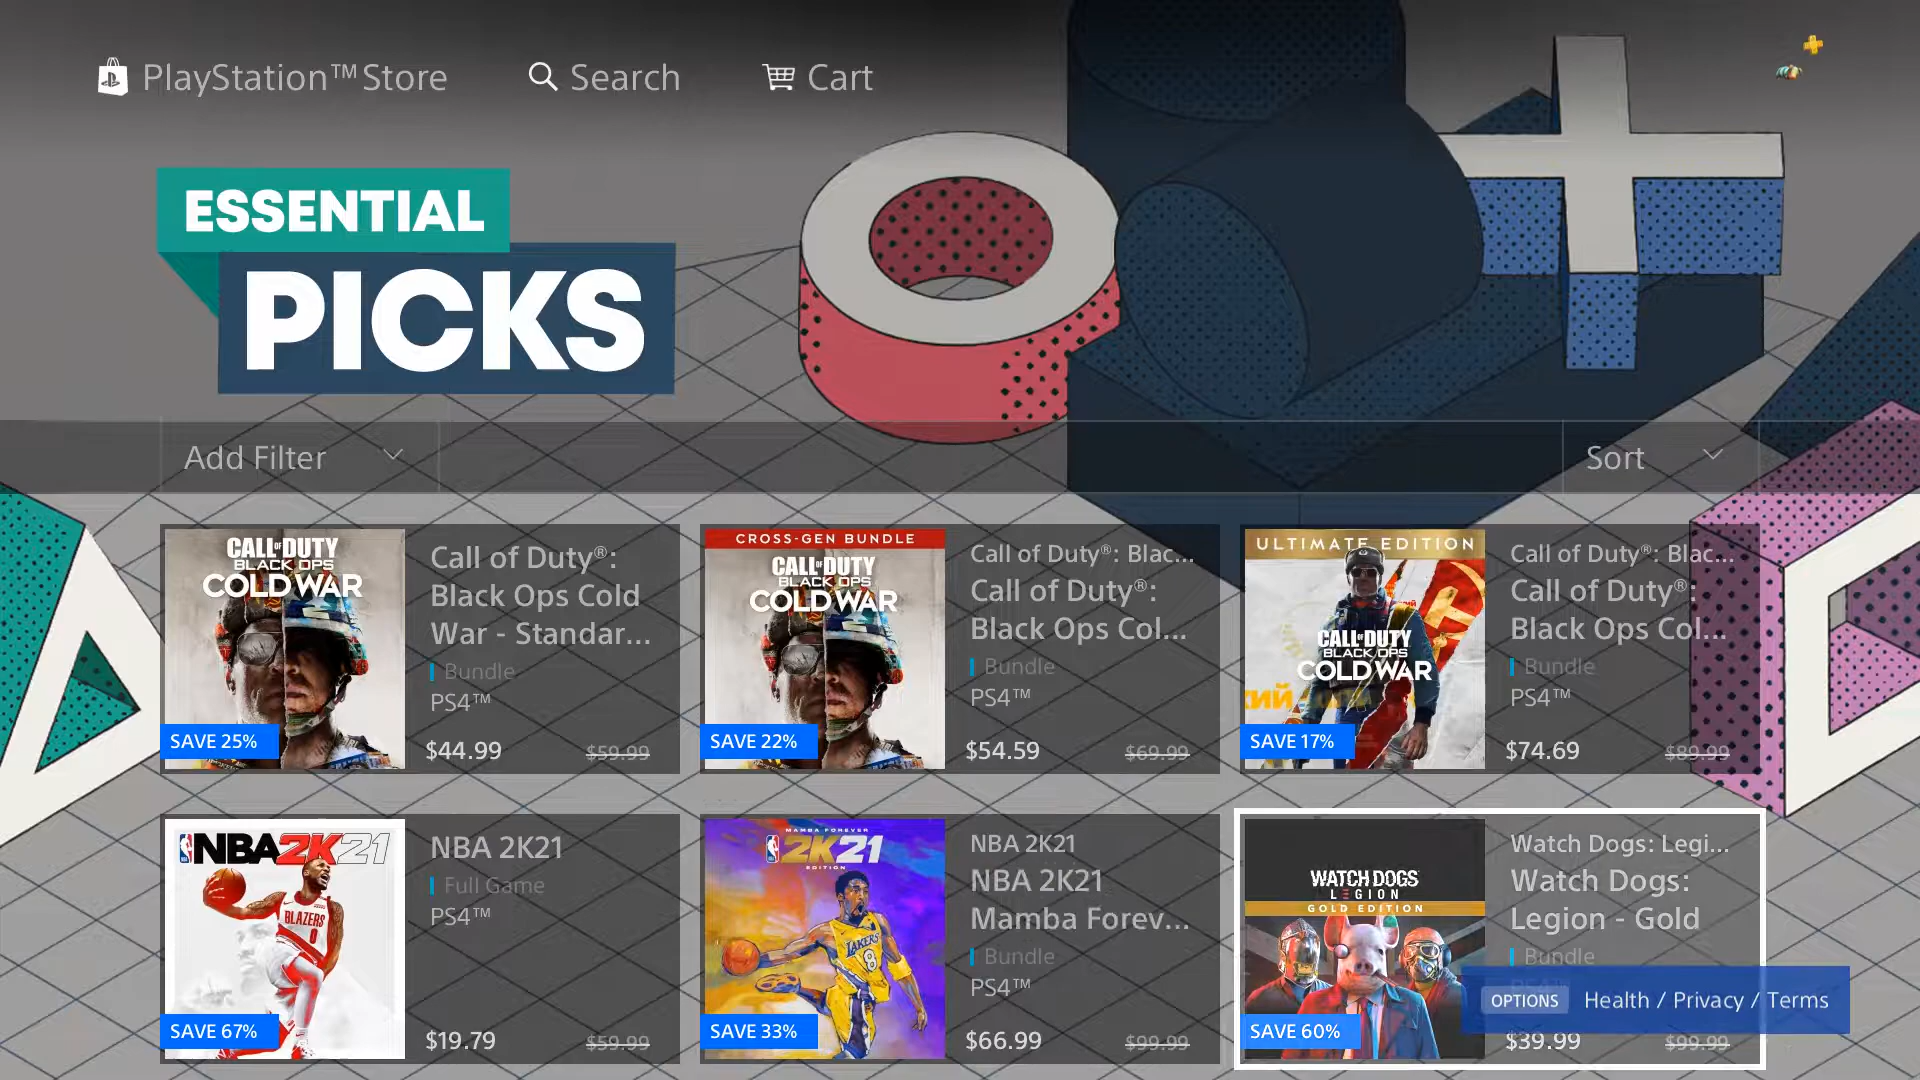 PlayStation™Store
Search
Cart
ESSENTIAL
PICKS
Add Filter
Sort
CALL OF DUTY
BLACK OPS
COLD WAR
SAVE 25%
Call of Duty®:
Black Ops Cold
War - Standar...
Bundle
PS4™
$44.99
$59.99
CROSS-GEN BUNDLE
CALL OF DUTY
BLACK OPS
COLD WAR
SAVE 22%
Call of Duty®: Blac...
Call of Duty®:
Black Ops Col...
Bundle
PS4™
$54.59
$69.99
ULTIMATE EDITION
CALL OF DUTY
BLACK OPS
COLD WAR
SAVE 17%
Call of Duty®: Blac...
Call of Duty®:
Black Ops Col...
Bundle
PS4™
$74.69
$89.99
NBA 2K21
BLAZERS
0
SAVE 67%
NBA 2K21
Full Game
PS4™
$19.79
$59.99
MAMBA FOREVER
2K21
EDITION
LAKERS
8
SAVE 33%
NBA 2K21
NBA 2K21
Mamba Forev...
Bundle
PS4™
$66.99
$99.99
WATCH DOGS
LEGION
GOLD EDITION
SAVE 60%
Watch Dogs: Legi...
Watch Dogs:
Legion - Gold
Bundle
$39.99
$99.99
OPTIONS Health / Privacy / Terms